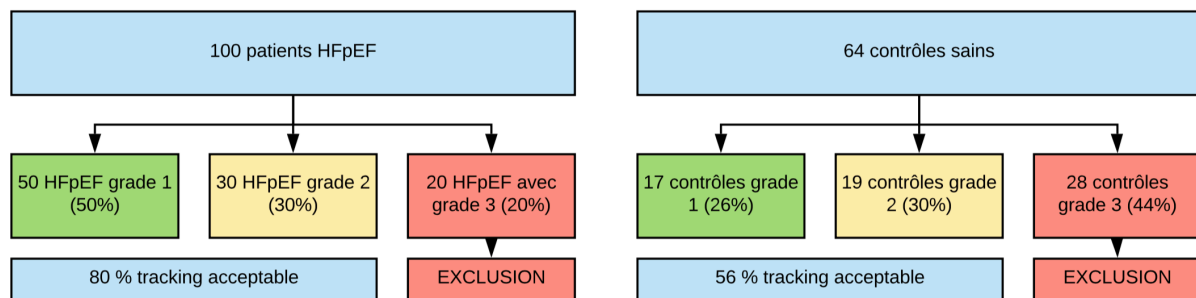 100 patients HFpEF
64 contrôles sains
50 HFpEF grade 1
(50%)
30 HFpEF grade 2
(30%)
20 HFpEF avec
grade 3 (20%)
17 contrôles grade
1 (26%)
19 contrôles grade
2 (30%)
28 contrôles
grade 3 (44%)
80 % tracking acceptable
EXCLUSION
56 % tracking acceptable
EXCLUSION